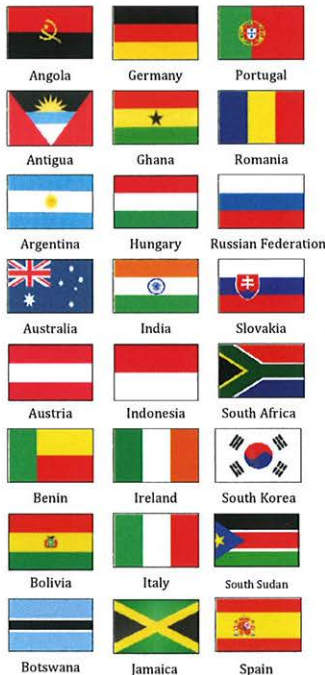 Angola Germany Portugal
Antigua Ghana Romania
Argentina Hungary Russian Federation
Australia India Slovakia
Austria Indonesia South Africa
Benin Ireland South Korea
Bolivia Italy South Sudan
Botswana Jamaica Spain